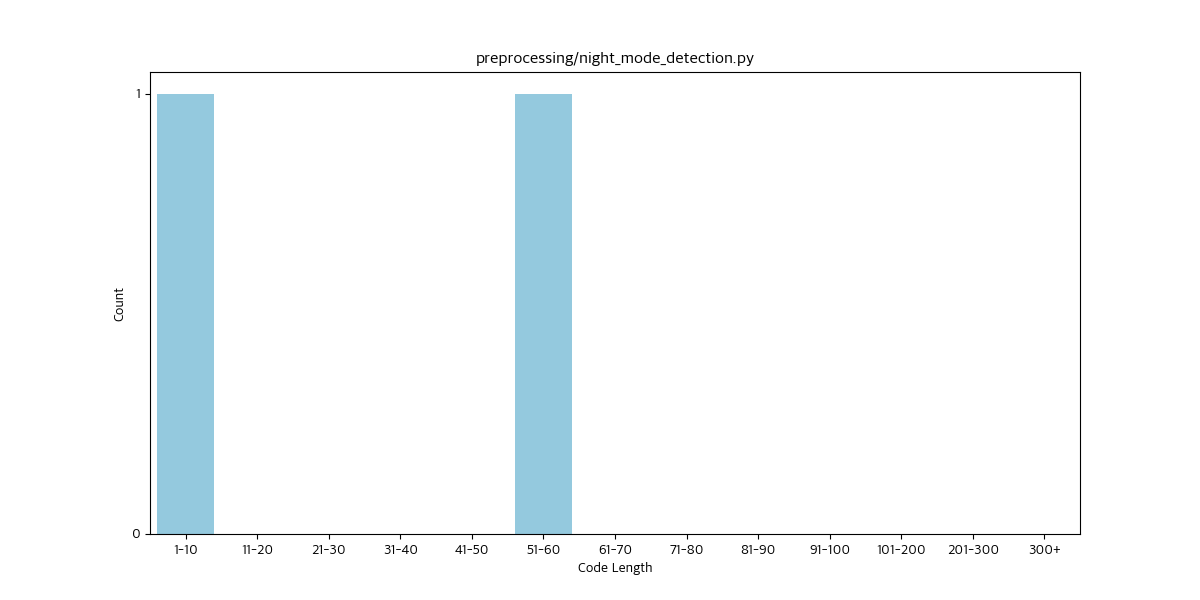 preprocessing/night_mode_detection.py
1
Count
0
1-10 11-20 21-30 31-40 41-50 51-60 61-70 71-80 81-90 91-100 101-200 201-300 300+
Code Length